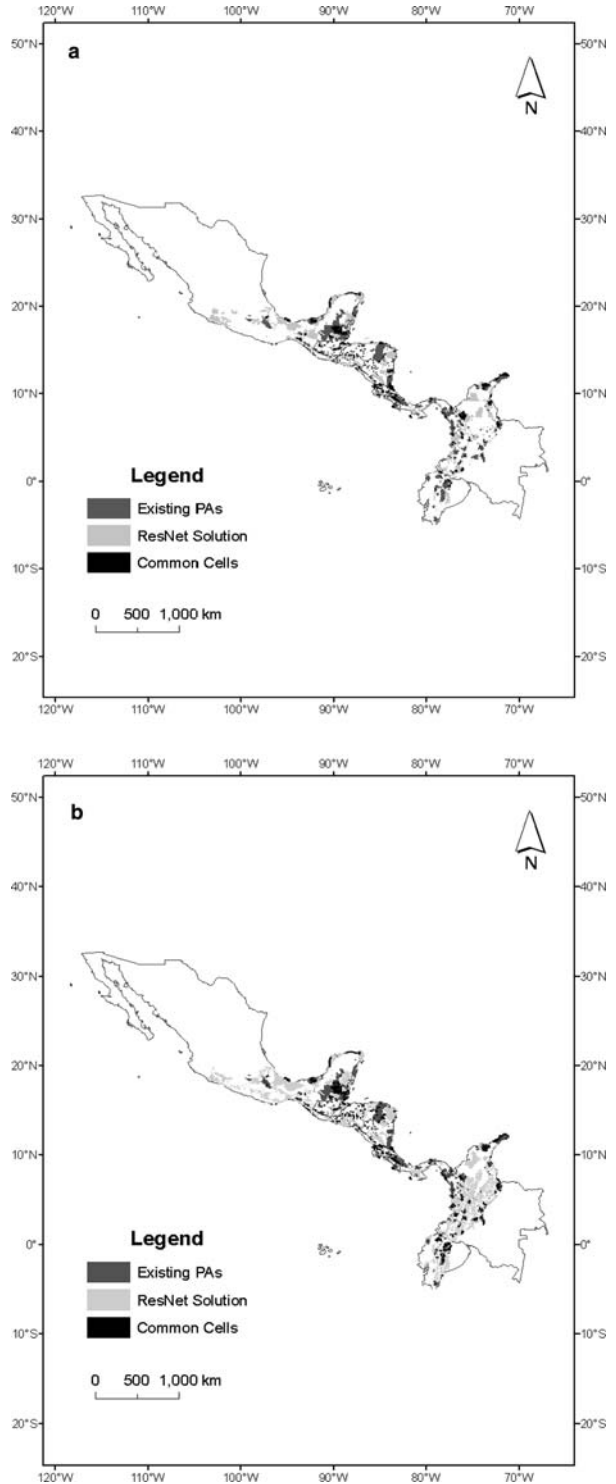 120°W 110°W 100°W 90°W 80°W 70°W
50°N 50°N
a
N
40°N 40°N
30°N 30°N
20°N 20°N
10°N 10°N
0° 0°
Legend
Existing PAs
ResNet Solution
Common Cells
10°S 10°S
0 500 1,000 km
20°S 20°S
120°W 110°W 100°W 90°W 80°W 70°W
120°W 110°W 100°W 90°W 80°W 70°W
50°N 50°N
b
N
40°N 40°N
30°N 30°N
20°N 20°N
10°N 10°N
0° 0°
Legend
Existing PAs
ResNet Solution
Common Cells
10°S 10°S
0 500 1,000 km
20°S 20°S
120°W 110°W 100°W 90°W 80°W 70°W